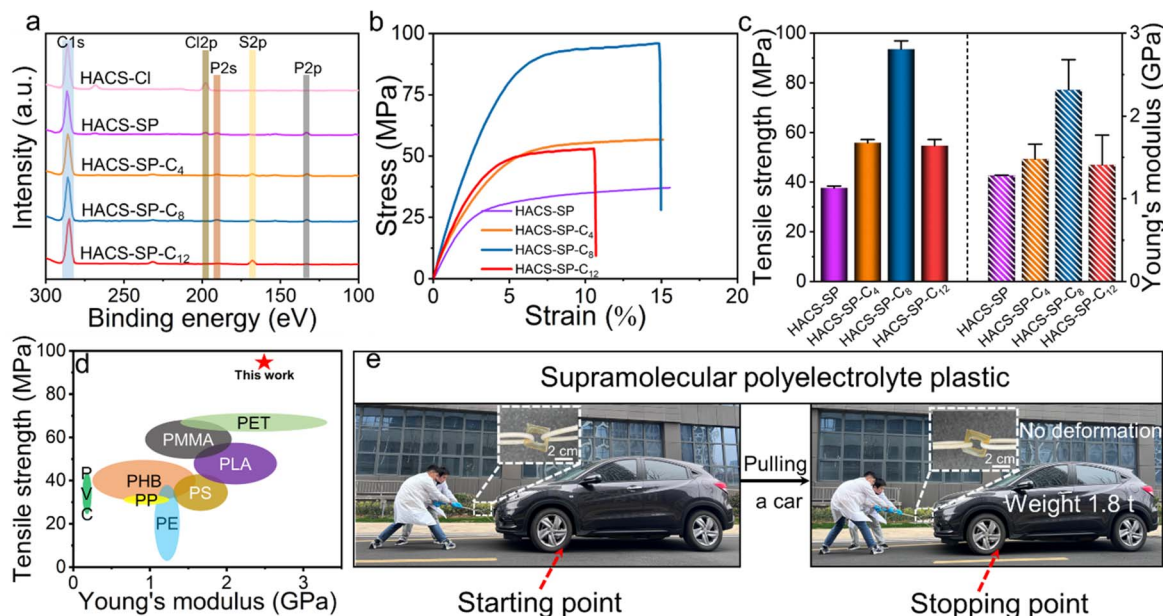 a
C1s
Cl2p
S2p
P2s
P2p
HACS-Cl
HACS-SP
HACS-SP-C4
HACS-SP-C8
HACS-SP-C12
Intensity (a.u.)
300 250 200 150 100
Binding energy (eV)
b
Stress (MPa)
100
75
50
25
0
HACS-SP
HACS-SP-C4
HACS-SP-C8
HACS-SP-C12
0 5 10 15 20
Strain (%)
c
Tensile strength (MPa)
100
80
60
40
20
0
Young's modulus (GPa)
3
2
1
0
HACS-SP
HACS-SP-C4
HACS-SP-C8
HACS-SP-C12
HACS-SP
HACS-SP-C4
HACS-SP-C8
HACS-SP-C12
d
Tensile strength (MPa)
100
80
60
40
20
0
This work
PET
PMMA
PLA
PHB
PS
PP
PE
PVC
0 1 2 3
Young's modulus (GPa)
e
Supramolecular polyelectrolyte plastic
2 cm
Starting point
Pulling
a car
2 cm
No deformation
Weight 1.8 t
Stopping point